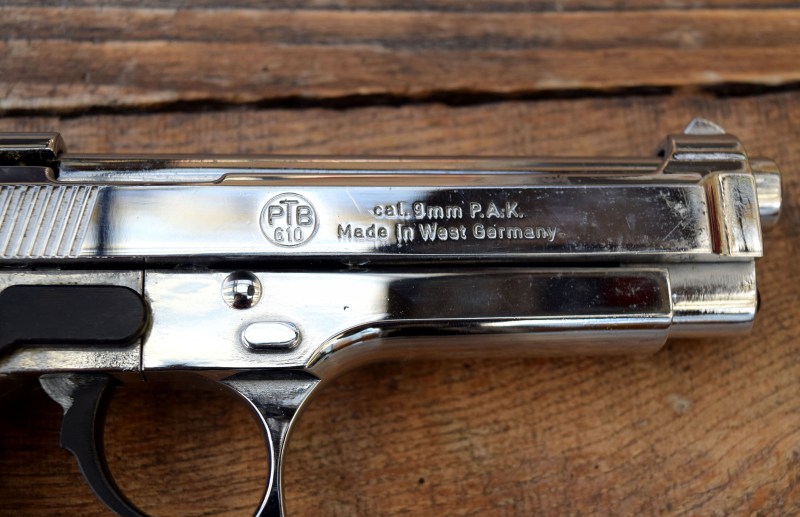 PTB
610
cal. 9mm P.A.K.
Made In West Germany